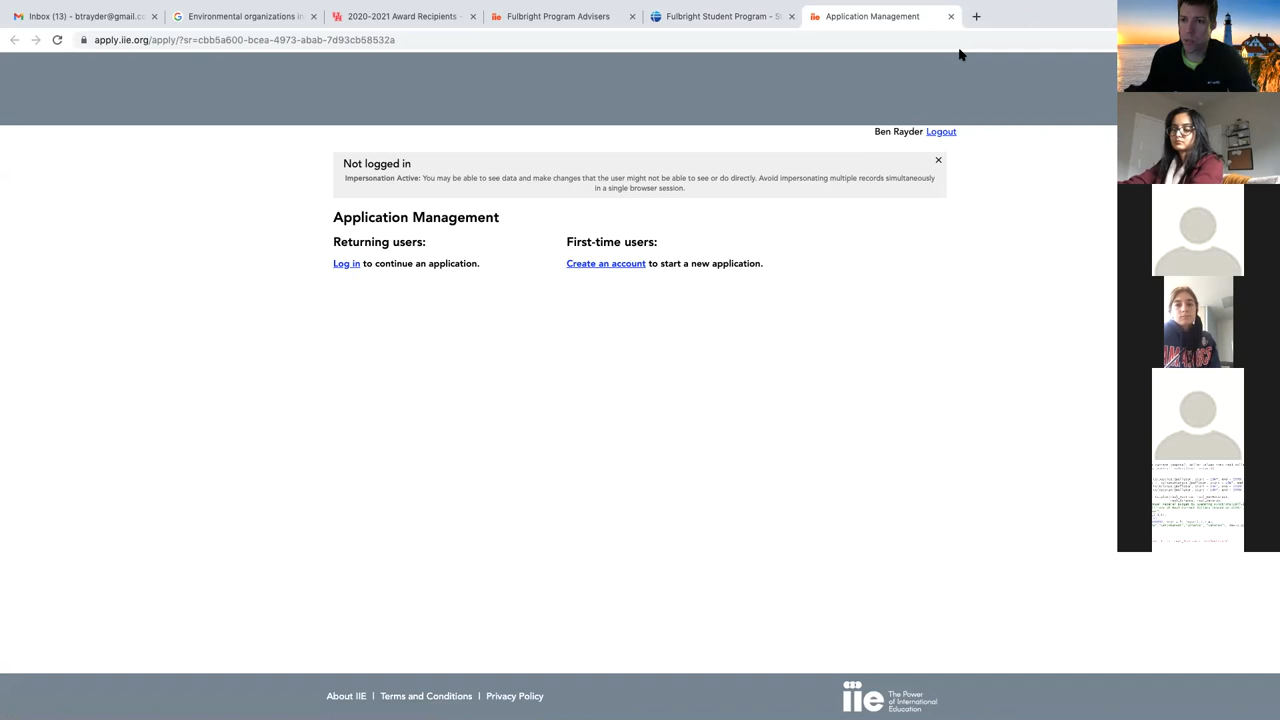 Inbox (13) - btrayder@gmail.co
Environmental organizations in
2020-2021 Award Recipients -
Fulbright Program Advisers
Fulbright Student Program - St
Application Management
apply.iie.org/apply/?sr=cbb5a600-bcea-4973-abab-7d93cb58532a
Ben Rayder Logout
Not logged in
Impersonation Active: You may be able to see data and make changes that the user might not be able to see or do directly. Avoid impersonating multiple records simultaneously
in a single browser session.
Application Management
Returning users:
First-time users:
Log in to continue an application.
Create an account to start a new application.
About IIE | Terms and Conditions | Privacy Policy
iie
The Power
of International
Education